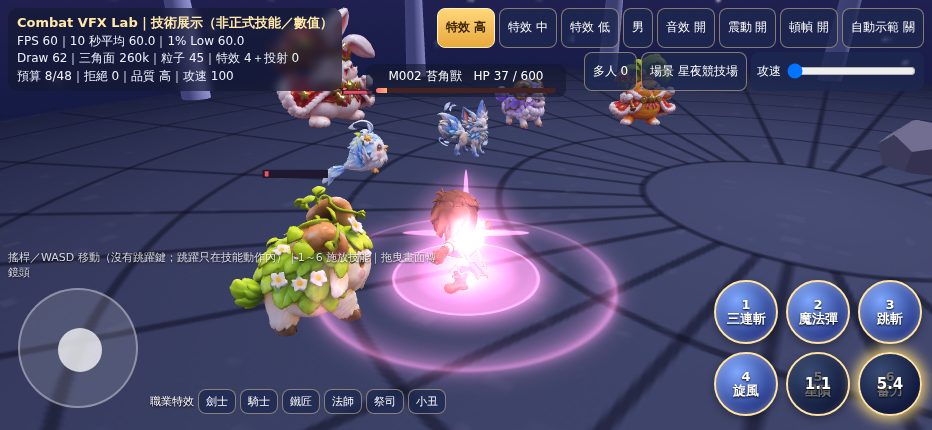 Combat VFX Lab｜技術展示（非正式技能／數值）
FPS 60｜10 秒平均 60.0｜1% Low 60.0
Draw 62｜三角面 260k｜粒子 45｜特效 4＋投射 0
預算 8/48｜拒絕 0｜品質 高｜攻速 100
特效 高
特效 中
特效 低
男
音效 開
震動 開
頓幀 開
自動示範 關
多人 0
場景 星夜競技場
攻速
M002 苔角獸 HP 37 / 600
搖桿／WASD 移動（沒有跳躍鍵；跳躍只在技能動作內）｜1～6 施放技能｜拖曳畫面轉
鏡頭
1
三連斬
2
魔法彈
3
跳斬
4
旋風
1.1
5.4
職業特效
劍士
騎士
鐵匠
法師
祭司
小丑